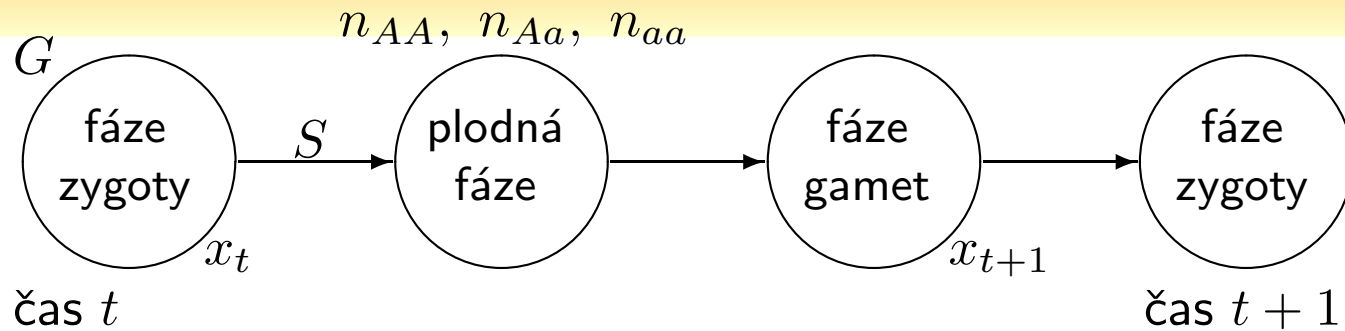 $n_{AA},\ n_{Aa},\ n_{aa}$
$G$
fáze
zygoty
$S$
plodná
fáze
fáze
gamet
fáze
zygoty
$x_t$
$x_{t+1}$
čas $t$
čas $t+1$